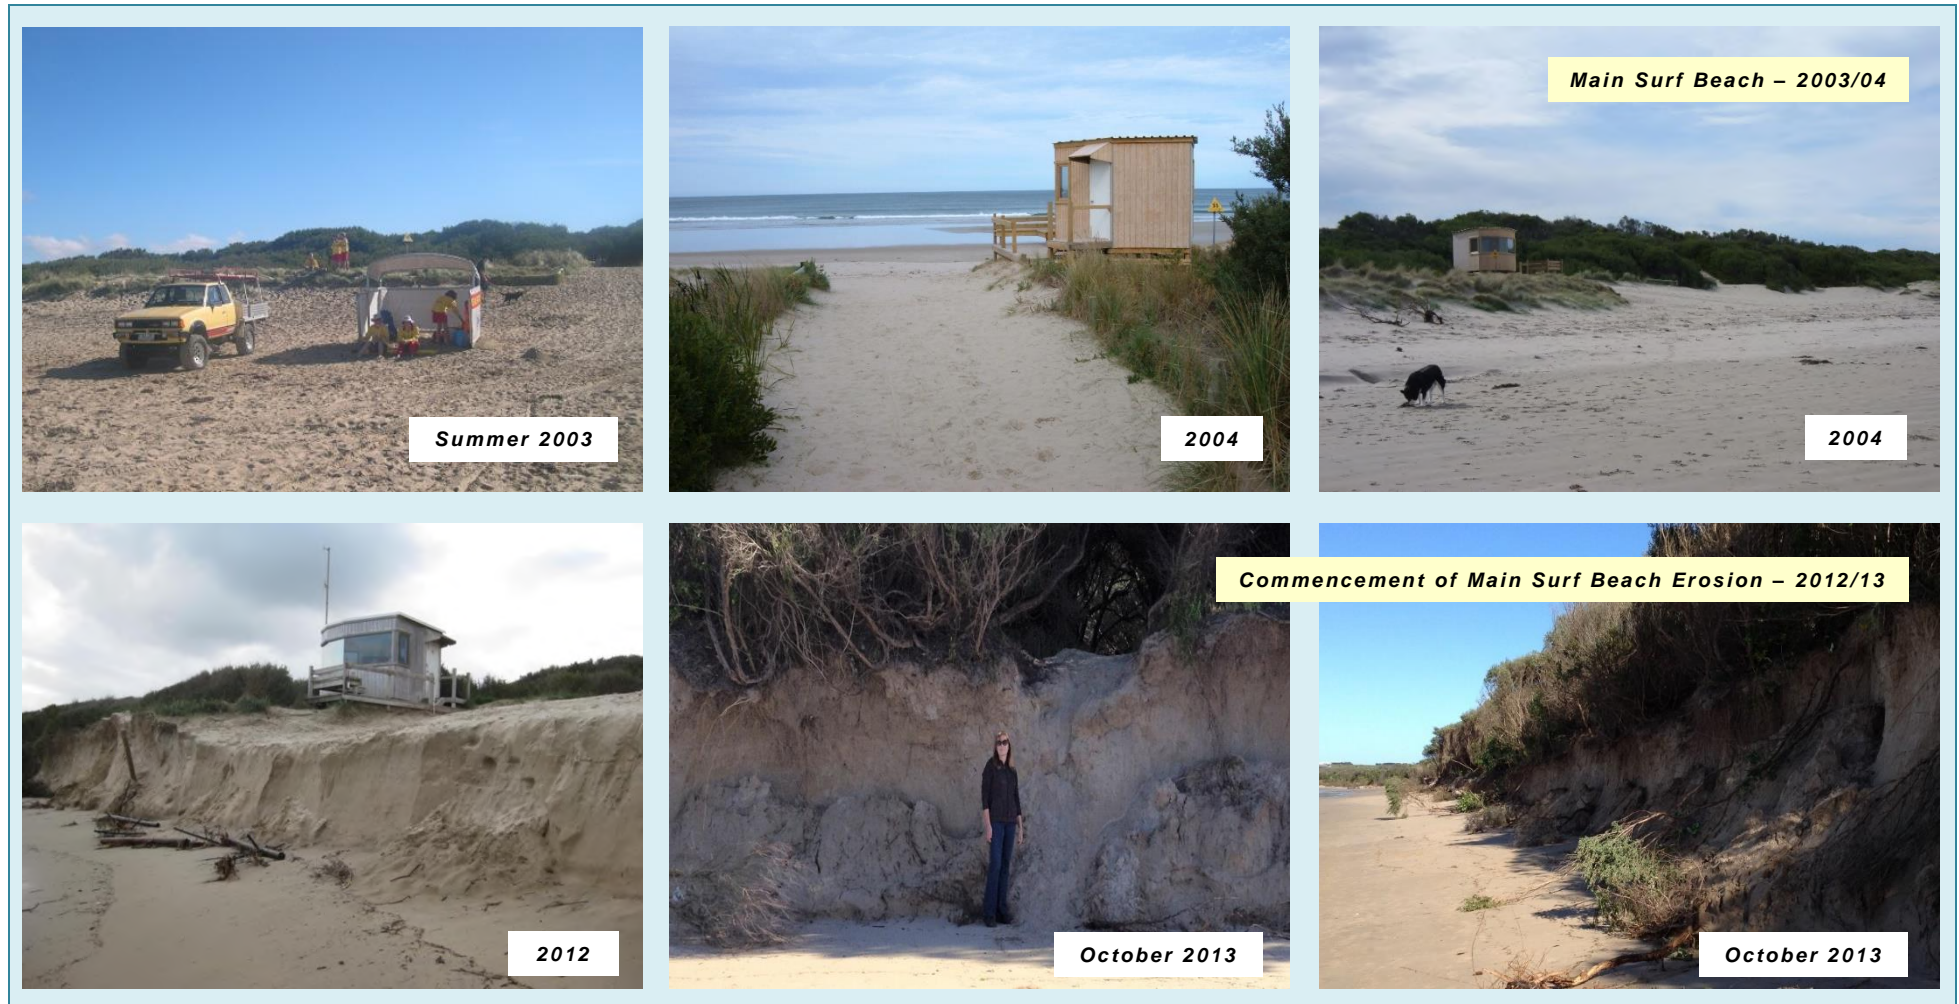 Main Surf Beach – 2003/04
Summer 2003
2004
2004
Commencement of Main Surf Beach Erosion – 2012/13
2012
October 2013
October 2013